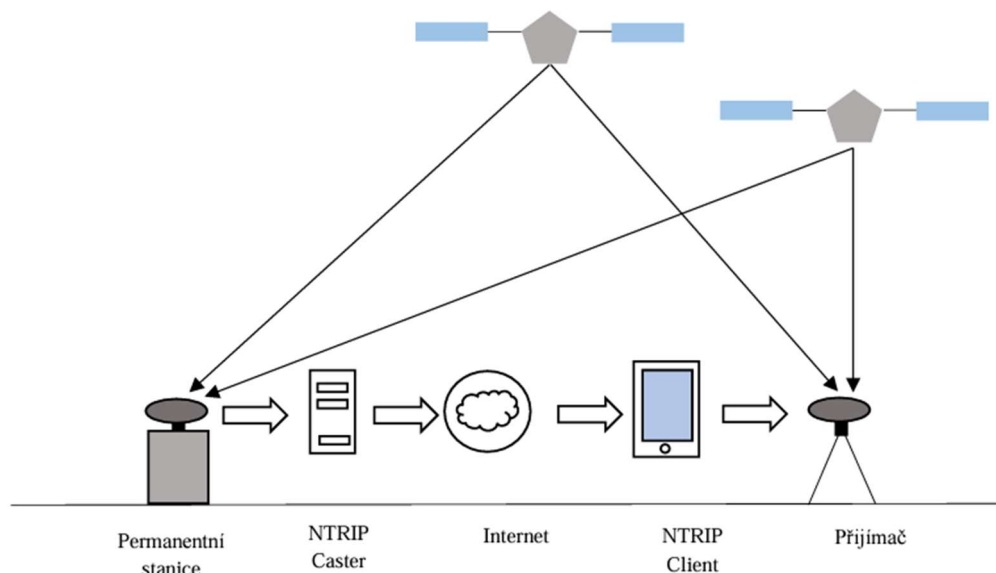 Permanentní
stanice
NTRIP
Caster
Internet
NTRIP
Client
Přijímač